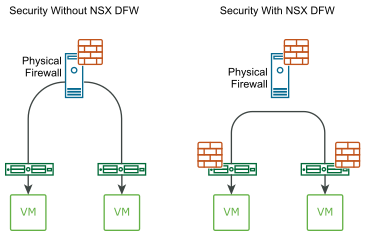 Security Without NSX DFW
Security With NSX DFW
Physical
Firewall
Physical
Firewall
VM
VM
VM
VM